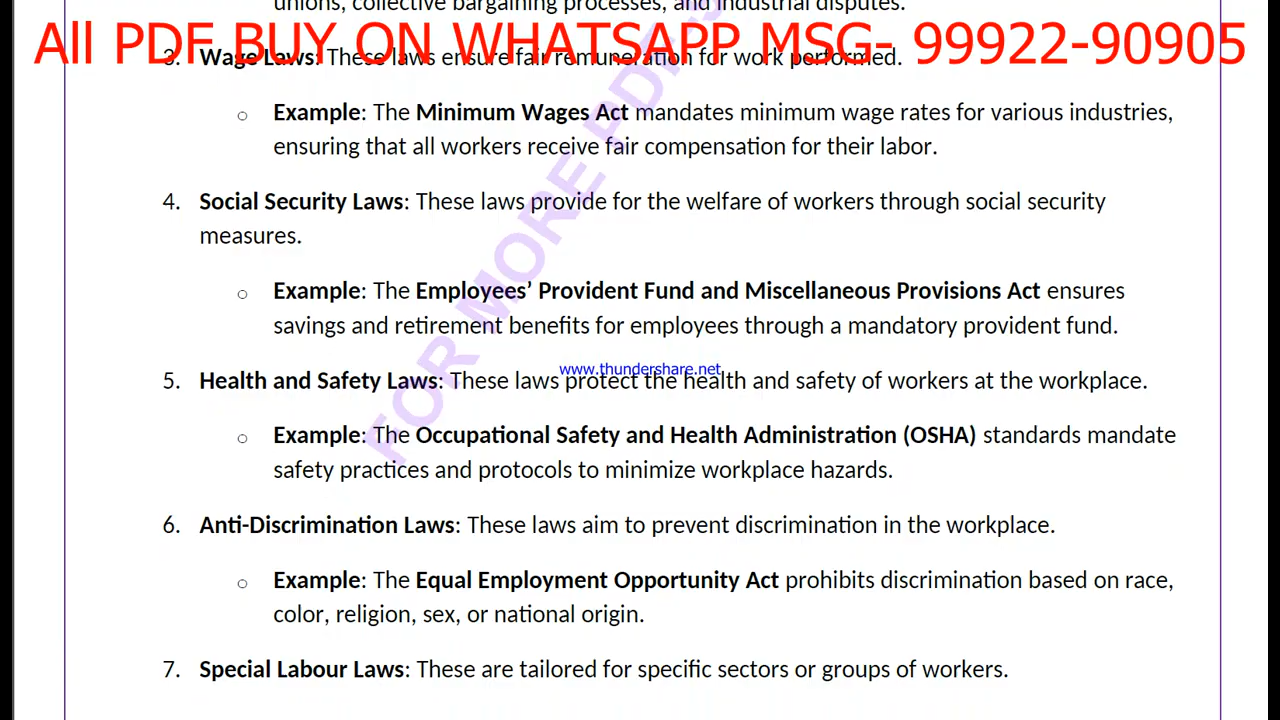 unions, collective bargaining processes, and industrial disputes.
All PDF BUY ON WHATSAPP MSG- 99922-90905
3. Wage Laws: These laws ensure fair remuneration for work performed.
o Example: The Minimum Wages Act mandates minimum wage rates for various industries,
ensuring that all workers receive fair compensation for their labor.
4. Social Security Laws: These laws provide for the welfare of workers through social security
measures.
o Example: The Employees’ Provident Fund and Miscellaneous Provisions Act ensures
savings and retirement benefits for employees through a mandatory provident fund.
www.thundershare.net
5. Health and Safety Laws: These laws protect the health and safety of workers at the workplace.
o Example: The Occupational Safety and Health Administration (OSHA) standards mandate
safety practices and protocols to minimize workplace hazards.
6. Anti-Discrimination Laws: These laws aim to prevent discrimination in the workplace.
o Example: The Equal Employment Opportunity Act prohibits discrimination based on race,
color, religion, sex, or national origin.
7. Special Labour Laws: These are tailored for specific sectors or groups of workers.
FOR MORE PDF'S